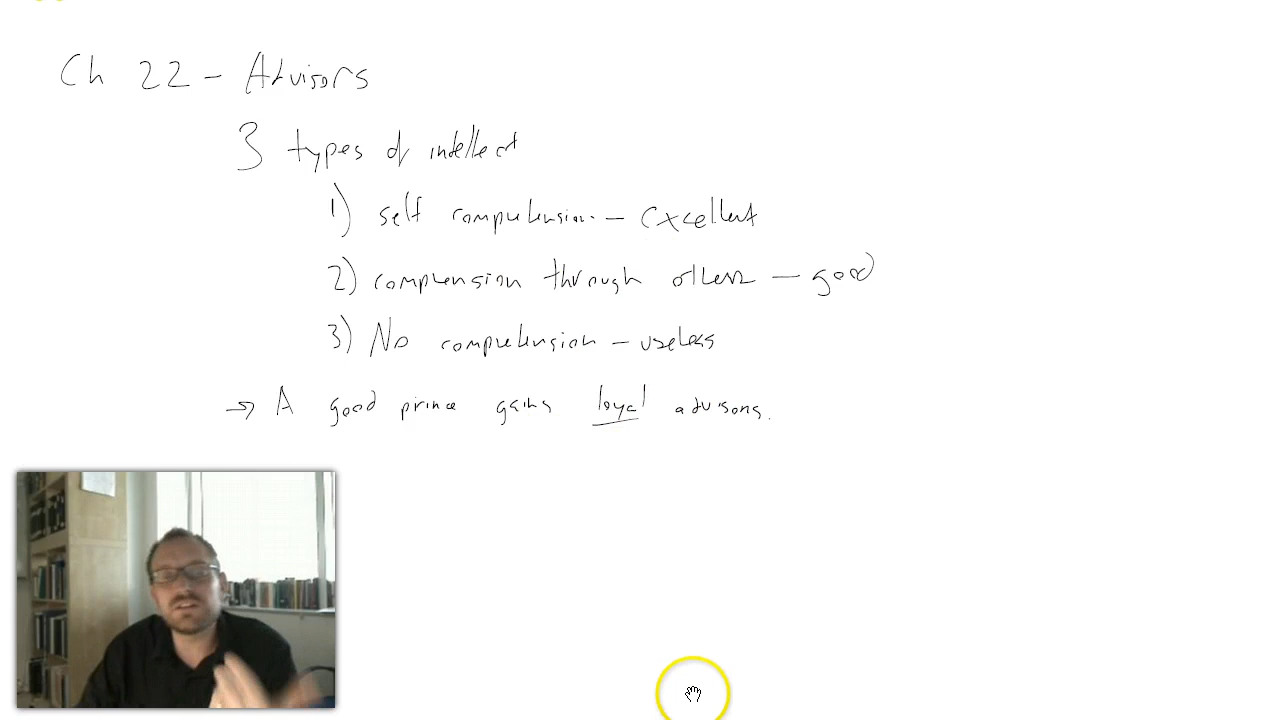 Ch 22 - Advisors
3 types of intellect
1) self comprehension - excellent
2) comprension through others - good
3) No comprehension - useless
→ A good prince gains loyal advisors.